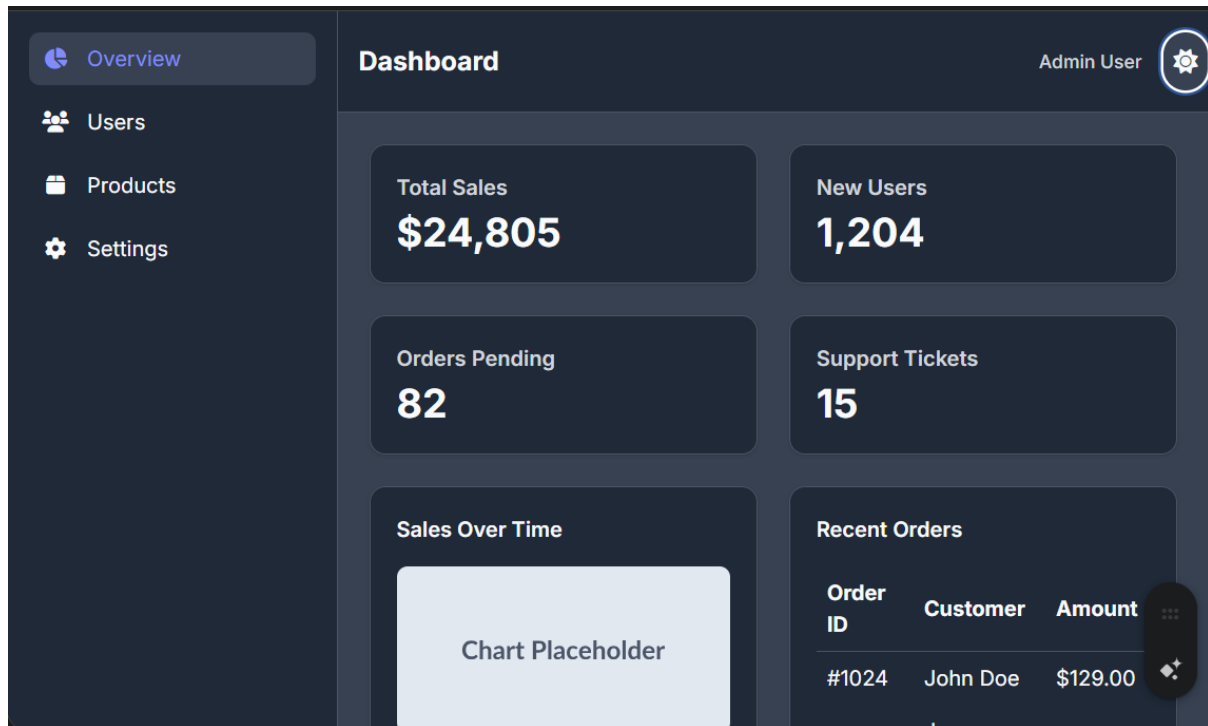 Overview
Users
Products
Settings
Dashboard
Admin User
Total Sales
$24,805
New Users
1,204
Orders Pending
82
Support Tickets
15
Sales Over Time
Chart Placeholder
Recent Orders
Order ID
Customer
Amount
#1024
John Doe
$129.00